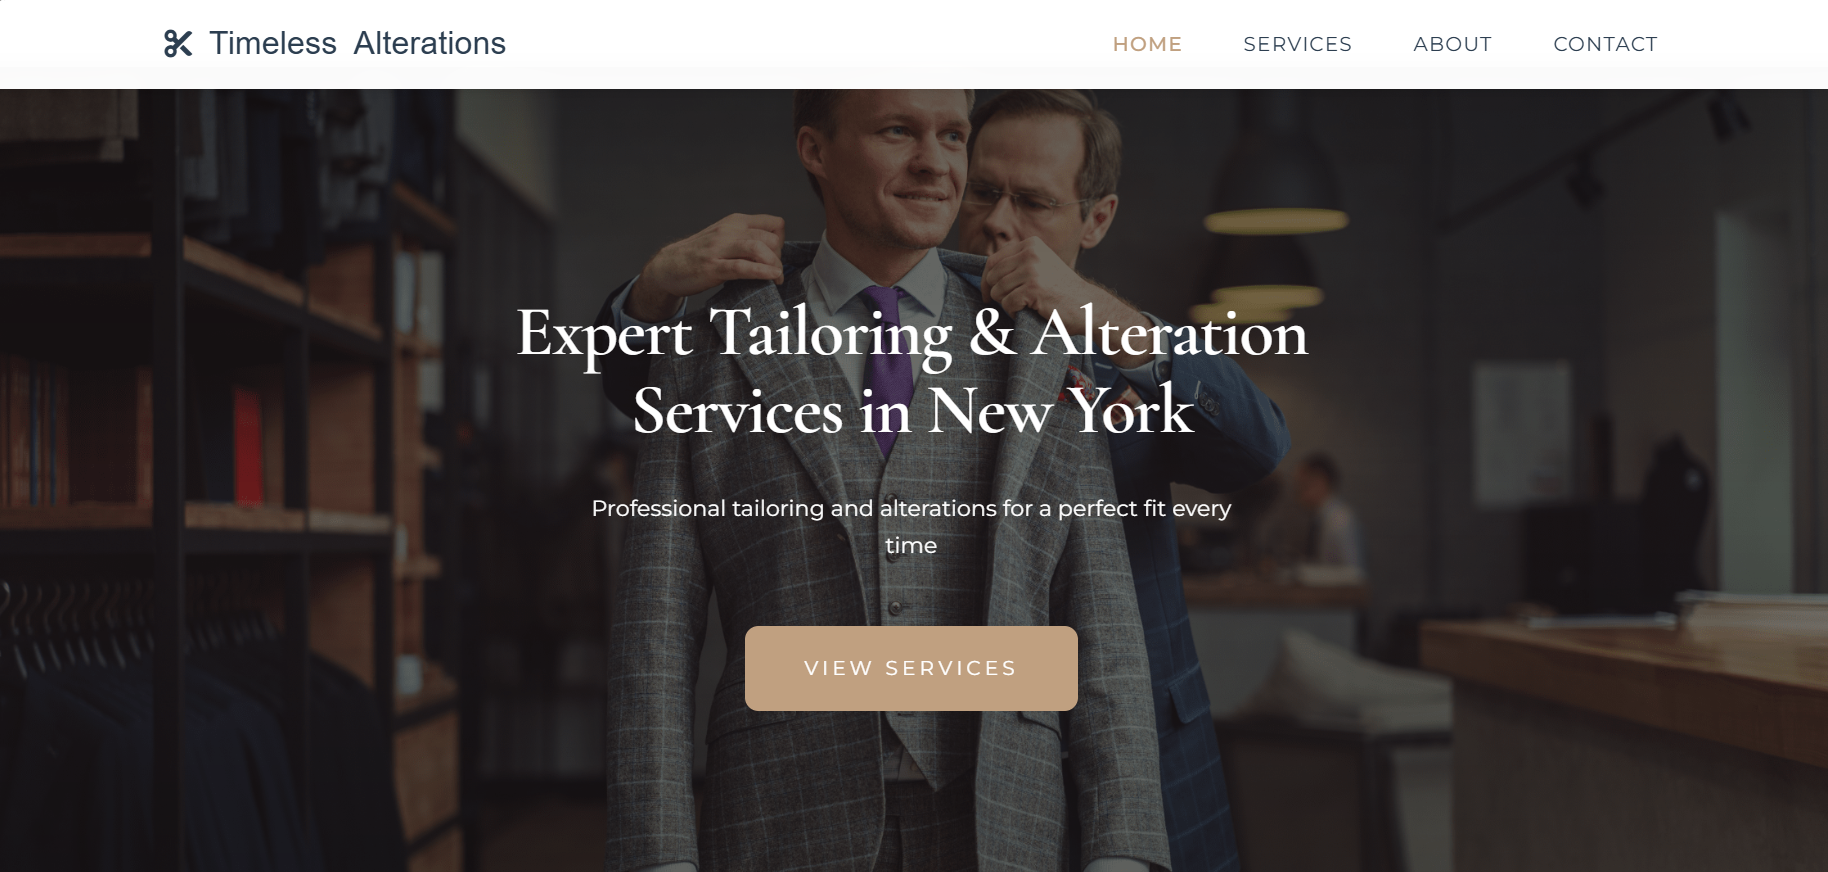 Timeless Alterations
HOME SERVICES ABOUT CONTACT
Expert Tailoring & Alteration
Services in New York
Professional tailoring and alterations for a perfect fit every
time
VIEW SERVICES